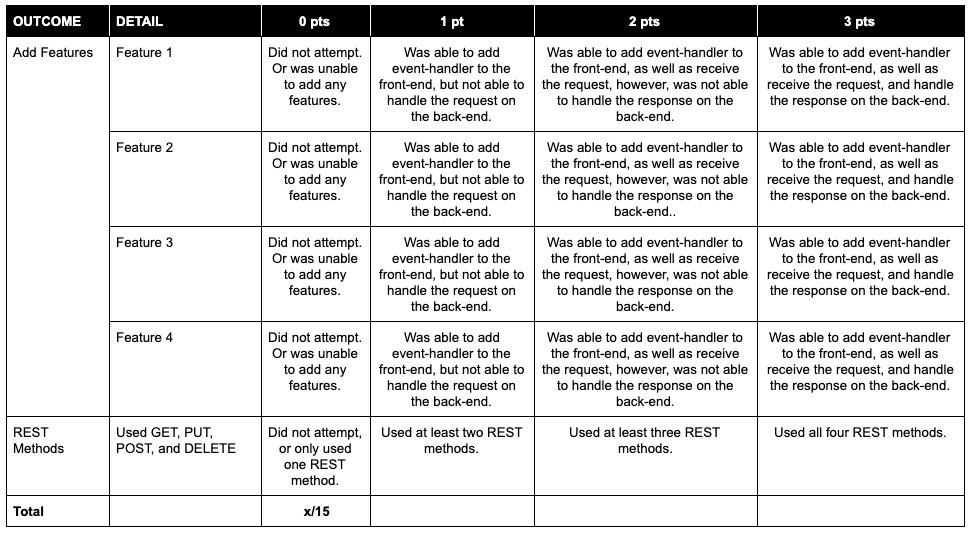 OUTCOME DETAIL 0 pts 1 pt 2 pts 3 pts
Add Features
Feature 1
Did not attempt.
Or was unable
to add any
features.
Was able to add
event-handler to the
front-end, but not able to
handle the request on
the back-end.
Was able to add event-handler to
the front-end, as well as receive
the request, however, was not able
to handle the response on the
back-end.
Was able to add event-handler
to the front-end, as well as
receive the request, and handle
the response on the back-end.
Feature 2
Did not attempt.
Or was unable
to add any
features.
Was able to add
event-handler to the
front-end, but not able to
handle the request on
the back-end.
Was able to add event-handler to
the front-end, as well as receive
the request, however, was not able
to handle the response on the
back-end..
Was able to add event-handler
to the front-end, as well as
receive the request, and handle
the response on the back-end.
Feature 3
Did not attempt.
Or was unable
to add any
features.
Was able to add
event-handler to the
front-end, but not able to
handle the request on
the back-end.
Was able to add event-handler to
the front-end, as well as receive
the request, however, was not able
to handle the response on the
back-end.
Was able to add event-handler
to the front-end, as well as
receive the request, and handle
the response on the back-end.
Feature 4
Did not attempt.
Or was unable
to add any
features.
Was able to add
event-handler to the
front-end, but not able to
handle the request on
the back-end.
Was able to add event-handler to
the front-end, as well as receive
the request, however, was not able
to handle the response on the
back-end.
Was able to add event-handler
to the front-end, as well as
receive the request, and handle
the response on the back-end.
REST
Methods
Used GET, PUT,
POST, and DELETE
Did not attempt,
or only used
one REST
method.
Used at least two REST
methods.
Used at least three REST
methods.
Used all four REST methods.
Total
x/15